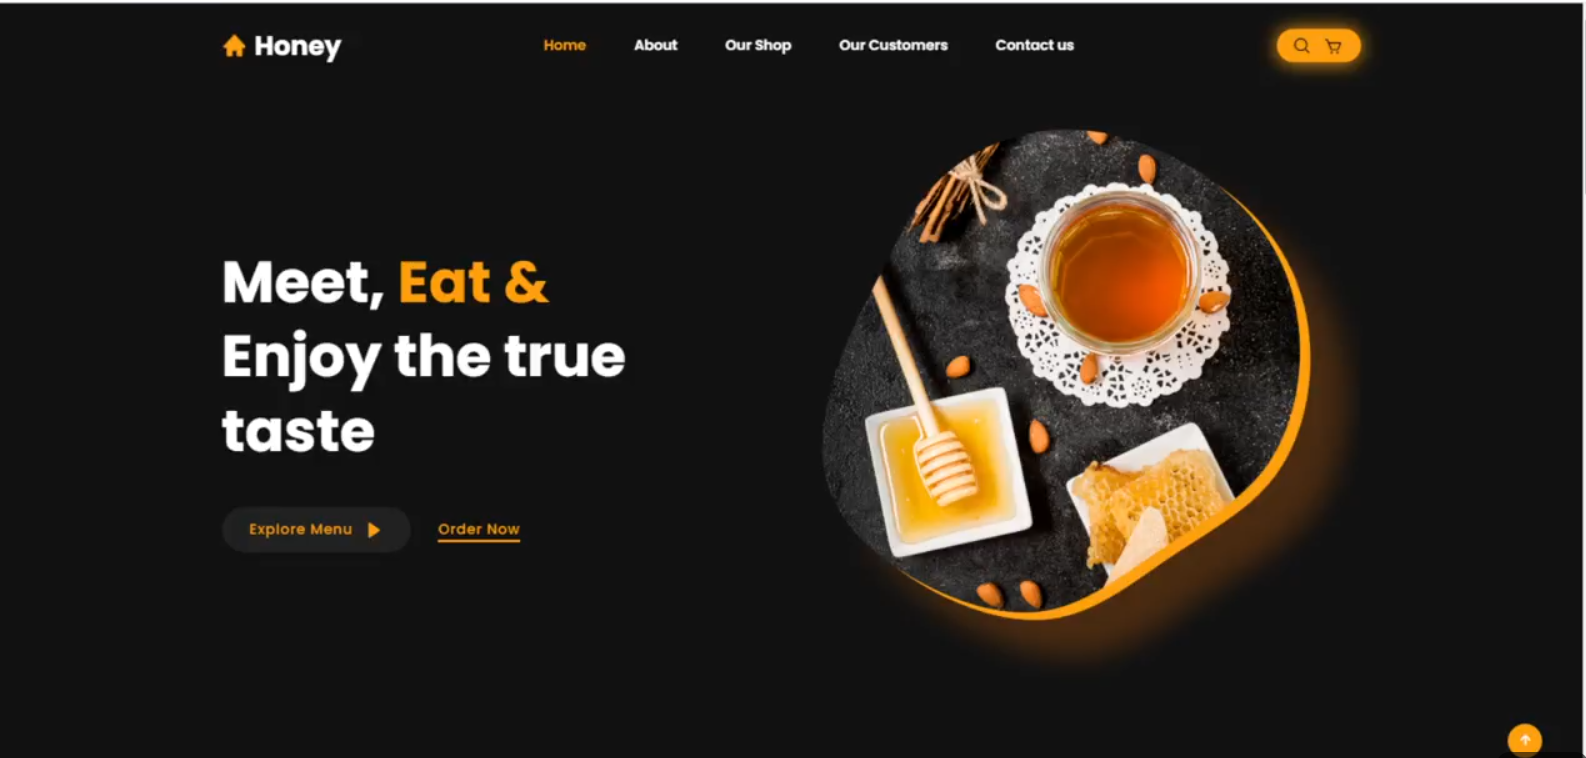 Honey
Home About Our Shop Our Customers Contact us
Meet, Eat &
Enjoy the true
taste
Explore Menu Order Now